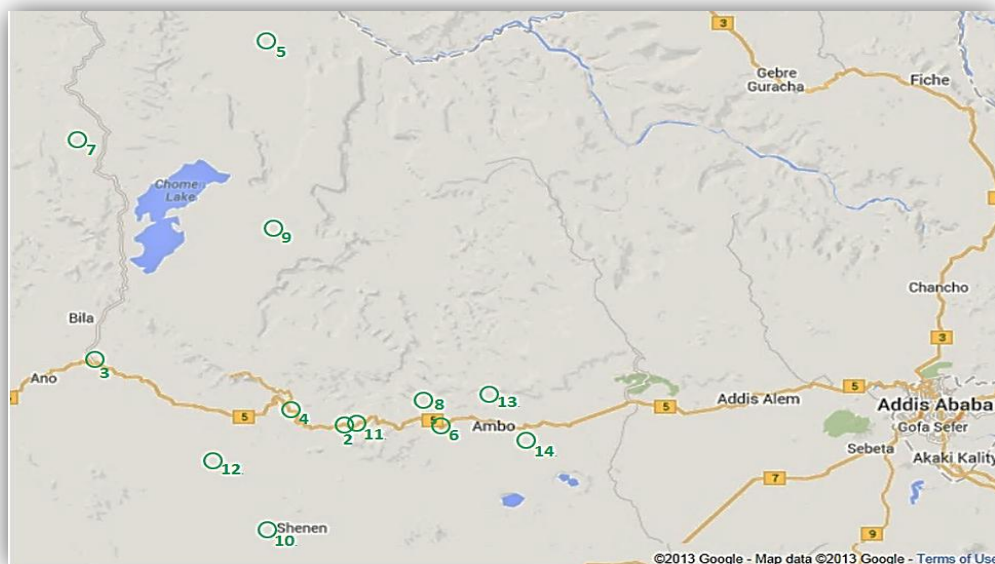 3
5
Gebre
Guracha
Fiche
7
Chomen
Lake
9
Chancho
Bila
3
3
Ano
5
4
8
13
5
5
Addis Alem
Addis Ababa
2
11
5
6
Ambo
Gofa Sefer
14
Sebeta
Akaki Kality
12
7
Shenen
10
9
©2013 Google - Map data ©2013 Google - Terms of Use